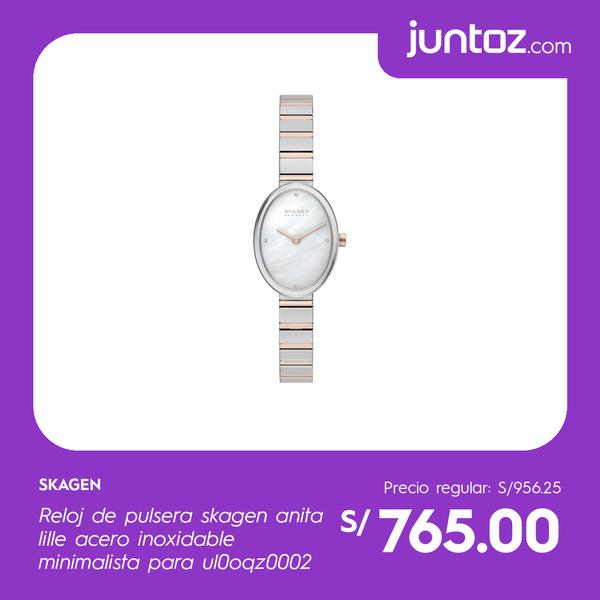 juntoz.com
SKAGEN
SKAGEN
Precio regular: S/956.25
Reloj de pulsera skagen anita
lille acero inoxidable
minimalista para ul0oqz0002
S/765.00